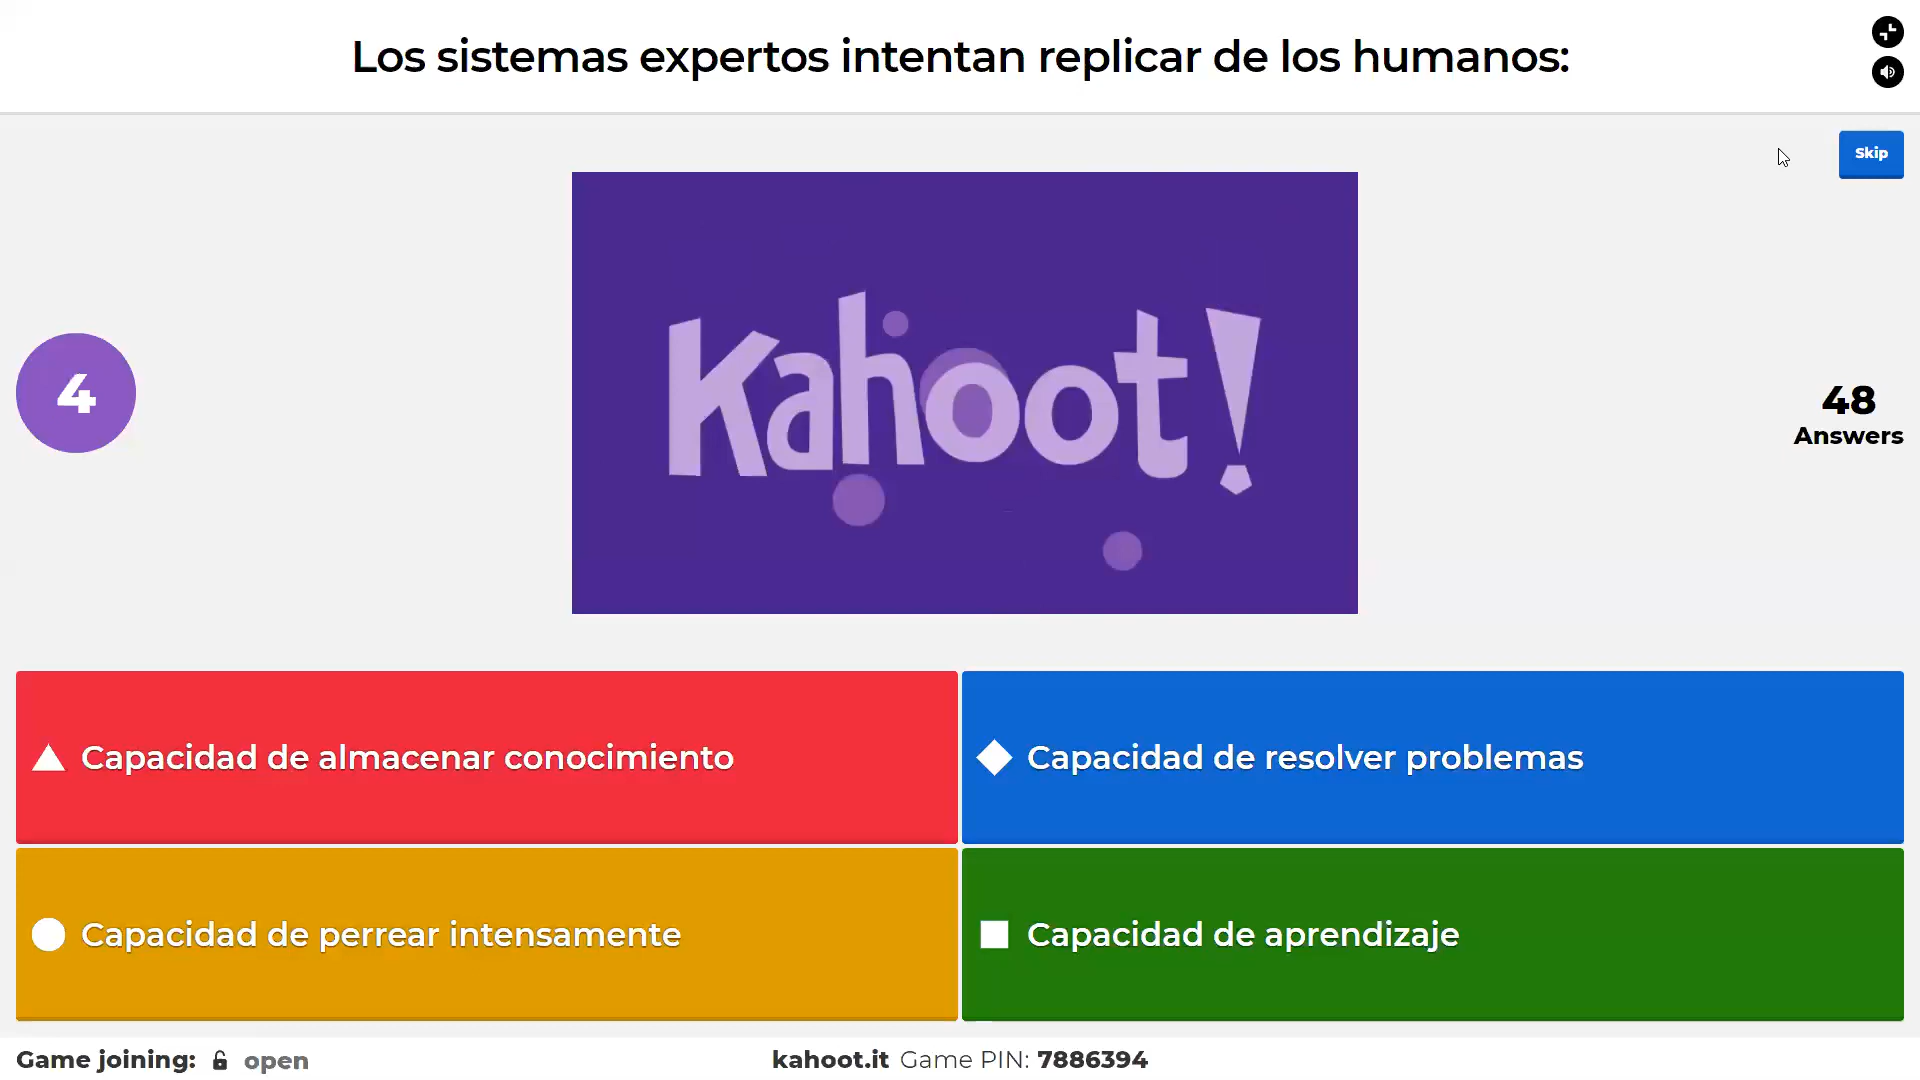 Los sistemas expertos intentan replicar de los humanos:
Skip
Kahoot!
4
48
Answers
Capacidad de almacenar conocimiento
Capacidad de resolver problemas
Capacidad de perrear intensamente
Capacidad de aprendizaje
Game joining: open
kahoot.it Game PIN: 7886394